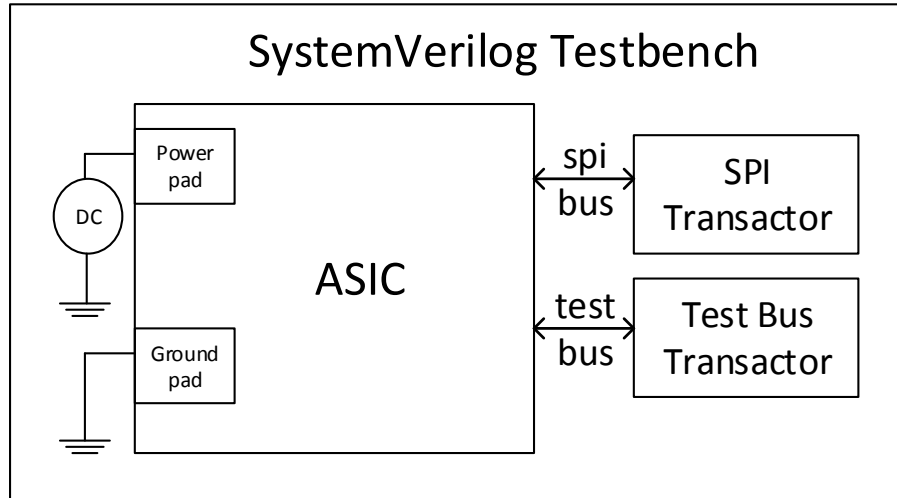 SystemVerilog Testbench
Power
pad
DC
ASIC
Ground
pad
spi
bus
SPI
Transactor
test
bus
Test Bus
Transactor